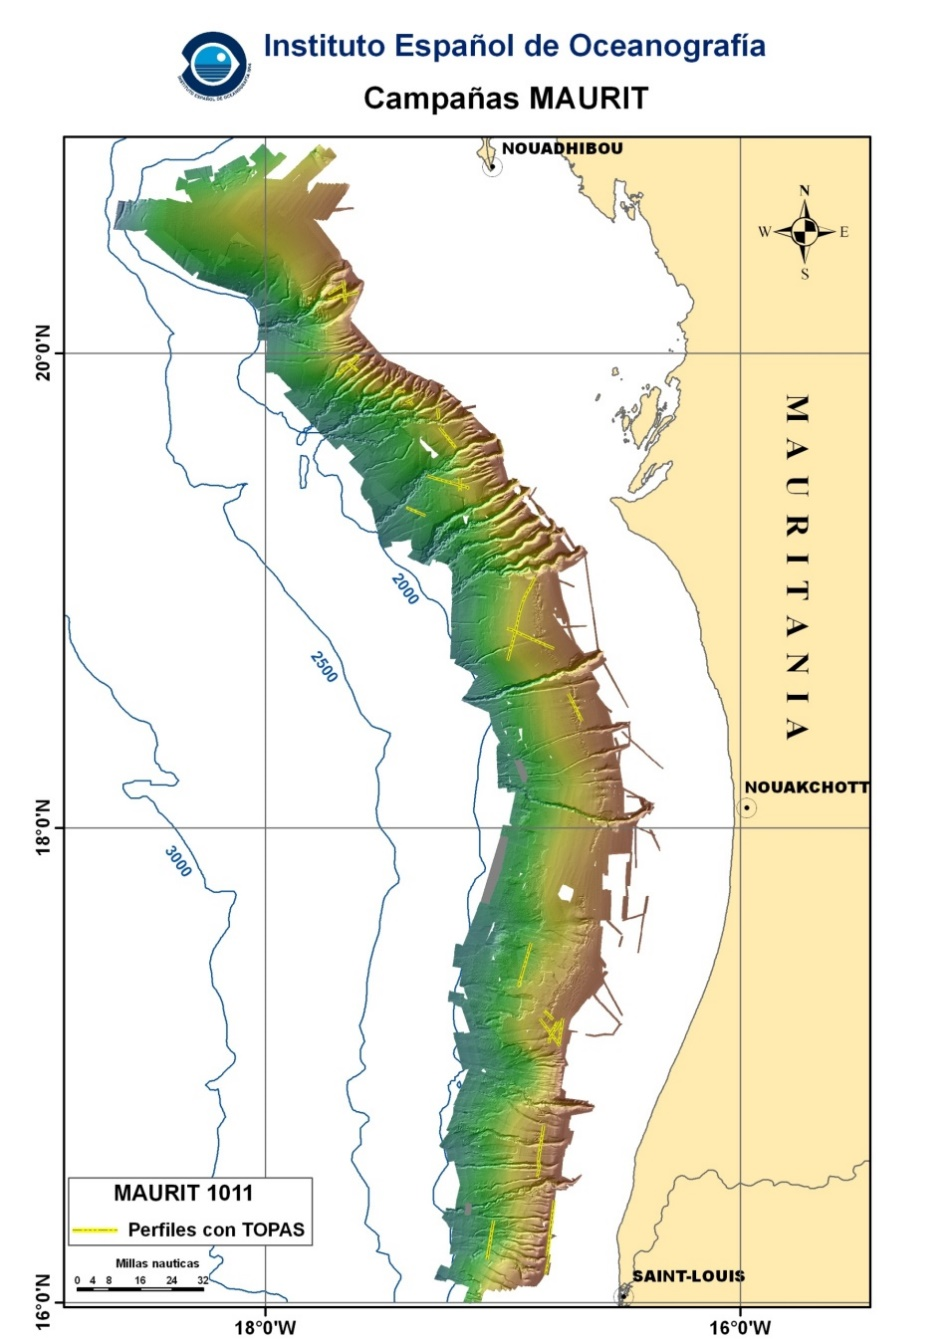 Instituto Español de Oceanografía
Campañas MAURIT
NOUADHIBOU
N
W E
S
20°0'N
MAURITANIA
2000
2500
NOUAKCHOTT
18°0'N
3000
MAURIT 1011
Perfiles con TOPAS
Millas nauticas
0 4 8 16 24 32
SAINT-LOUIS
16°0'N
18°0'W 16°0'W